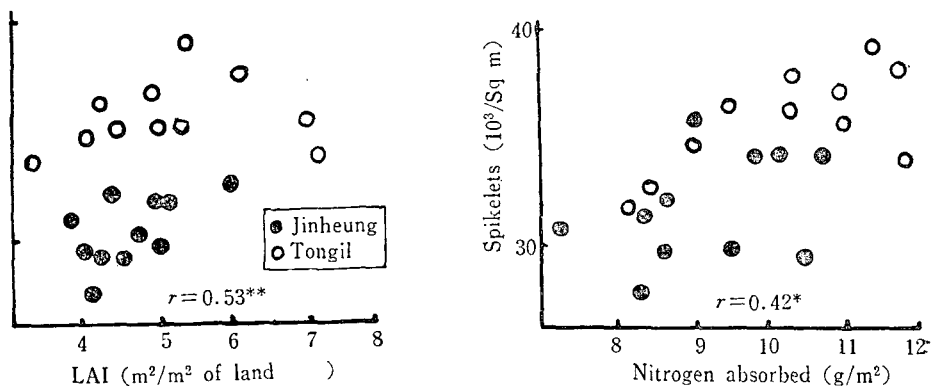 Jinheung
Tongil
r=0.53**
4 5 6 7 8
LAI (m²/m² of land )
40
30
Spikelets (10³/Sq m)
r=0.42*
8 9 10 11 12
Nitrogen absorbed (g/m²)